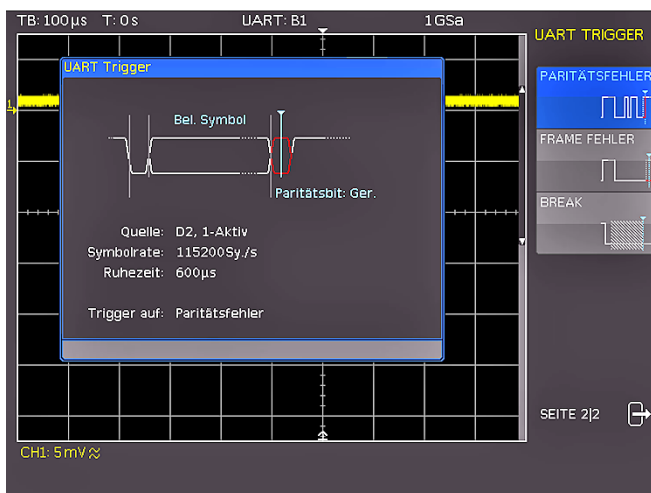 TB: 100µs T: 0s UART: B1 1GSa
UART TRIGGER
UART Trigger
PARITÄTSFEHLER
Bel. Symbol
Paritätsbit: Ger.
FRAME FEHLER
BREAK
1
Quelle: D2, 1-Aktiv
Symbolrate: 115200Sy./s
Ruhezeit: 600µs
Trigger auf: Paritätsfehler
SEITE 2|2
CH1: 5mV≂